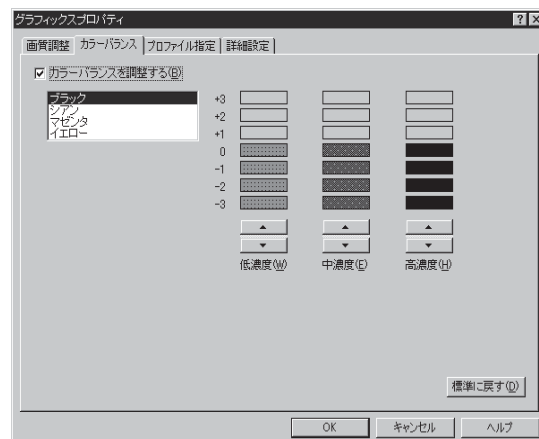 グラフィックスプロパティ
画質調整 カラーバランス プロファイル指定 詳細設定
カラーバランスを調整する(B)
ブラック
シアン
マゼンタ
イエロー
+3
+2
+1
0
-1
-2
-3
低濃度(W) 中濃度(E) 高濃度(H)
標準に戻す(D)
OK キャンセル ヘルプ